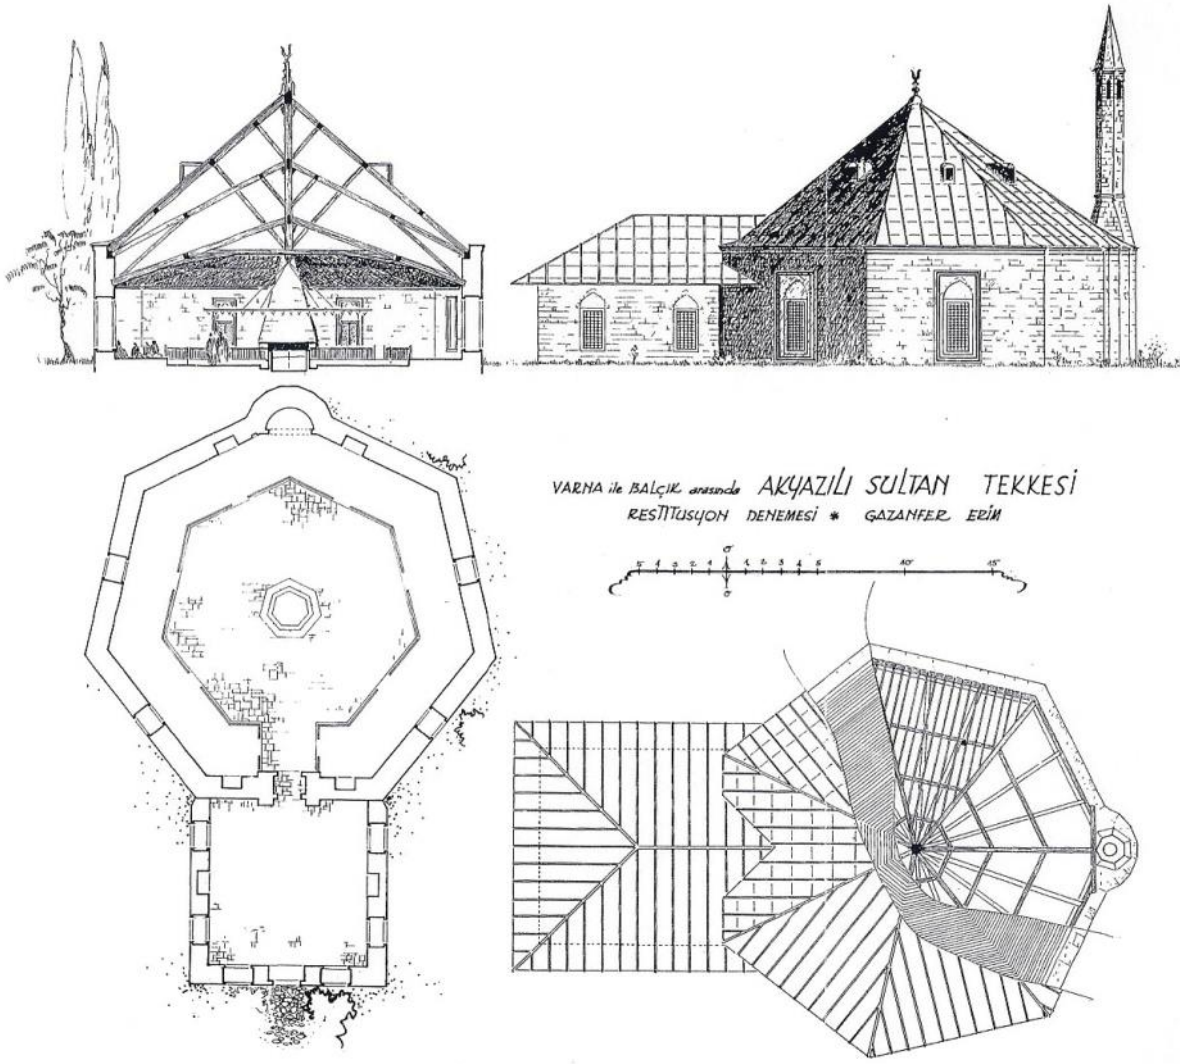 VARNA ile BALÇIK arasında AKYAZILI SULTAN TEKKESİ
RESTİTUSYON DENEMESİ * GAZANFER ERİM
0
5 4 3 2 1 1 2 3 4 5 10 15
0